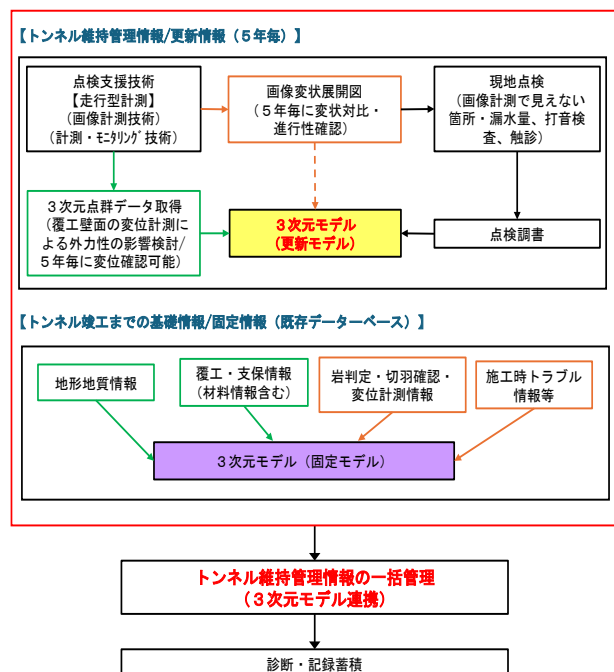 【トンネル維持管理情報/更新情報（５年毎）】
点検支援技術
【走行型計測】
(画像計測技術)
(計測・ﾓﾆﾀﾘﾝｸﾞ技術)
画像変状展開図
(５年毎に変状対比・
進行性確認)
現地点検
(画像計測で見えない
箇所・漏水量、打音検
査、触診)
３次元点群データ取得
(覆工壁面の変位計測に
よる外力性の影響検討/
５年毎に変位確認可能)
３次元モデル
(更新モデル)
点検調書
【トンネル竣工までの基礎情報/固定情報（既存データーベース）】
地形地質情報
覆工・支保情報
(材料情報含む)
岩判定・切羽確認・
変位計測情報
施工時トラブル
情報等
３次元モデル（固定モデル）
トンネル維持管理情報の一括管理
（３次元モデル連携）
診断・記録蓄積